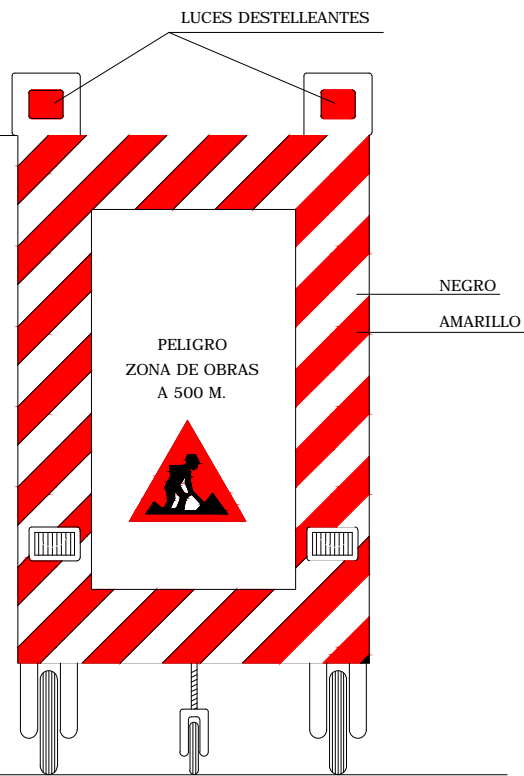 LUCES DESTELLEANTES
NEGRO
AMARILLO
PELIGRO
ZONA DE OBRAS
A 500 M.